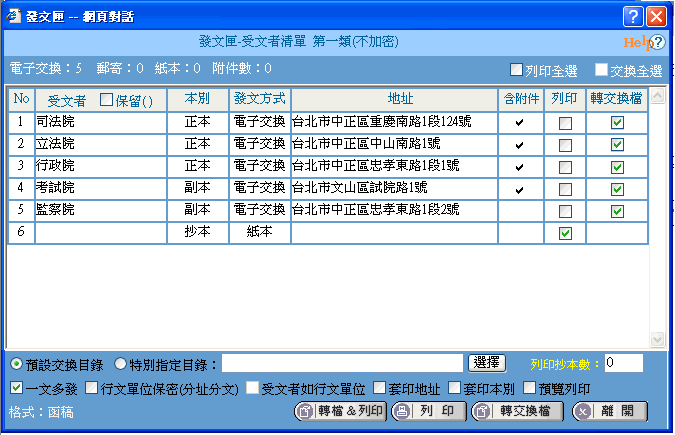 發文匣 -- 網頁對話
發文匣-受文者清單 第一類(不加密)
Help
電子交換：5 郵寄：0 紙本：0 附件數：0 列印全選 交換全選
No 受文者 保留() 本別 發文方式 地址 含附件 列印 轉交換檔
1 司法院 正本 電子交換 台北市中正區重慶南路1段124號
2 立法院 正本 電子交換 台北市中正區中山南路1號
3 行政院 正本 電子交換 台北市中正區忠孝東路1段1號
4 考試院 副本 電子交換 台北市文山區試院路1號
5 監察院 副本 電子交換 台北市中正區忠孝東路1段2號
6 抄本 紙本
預設交換目錄 特別指定目錄： 選擇 列印抄本數： 0
一文多發 行文單位保密(分址分文) 受文者如行文單位 套印地址 套印本別 預覽列印
格式：函稿 轉檔＆列印 列 印 轉交換檔 離 開